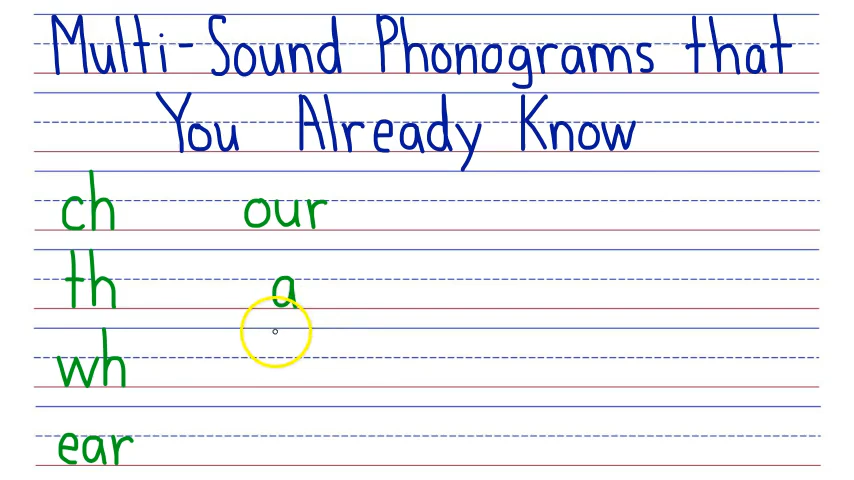 Multi-Sound Phonograms that
You Already Know
ch our
th a
wh
ear